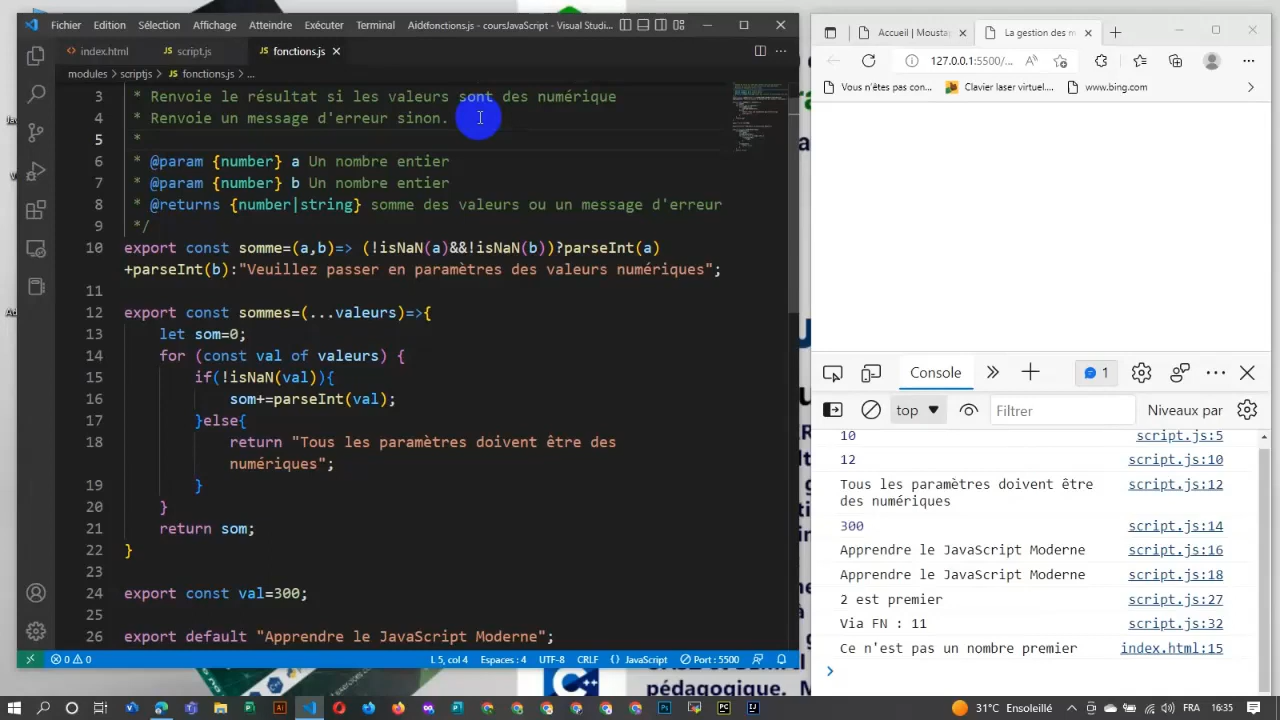 Fichier Edition Sélection Affichage Atteindre Exécuter Terminal Aid fonctions.js - coursJavaScript - Visual Studi...
index.html script.js fonctions.js
modules > scriptjs > fonctions.js > ...
* Renvoie le résultat si les valeurs sont des numérique
* Renvoie un message d'erreur sinon.
5
6 * @param {number} a Un nombre entier
7 * @param {number} b Un nombre entier
8 * @returns {number|string} somme des valeurs ou un message d'erreur
9 */
10 export const somme=(a,b)=> (!isNaN(a)&&!isNaN(b))?parseInt(a)
+parseInt(b):"Veuillez passer en paramètres des valeurs numériques";
11
12 export const sommes=(...valeurs)=>{
13 let som=0;
14 for (const val of valeurs) {
15 if(!isNaN(val)){
16 som+=parseInt(val);
17 }else{
18 return "Tous les paramètres doivent être des
numériques";
19 }
20 }
21 return som;
22 }
23
24 export const val=300;
25
26 export default "Apprendre le JavaScript Moderne";
0 0 L 5, col 4 Espaces : 4 UTF-8 CRLF {} JavaScript Port : 5500
Accueil | Moustap La gestion des m
127.0.0.1:5500/...
Vous n'êtes pas con... Clavier laser virtuel... www.bing.com
Console 1
top Filtrer Niveaux par
10 script.js:5
12 script.js:10
Tous les paramètres doivent être script.js:12
des numériques
300 script.js:14
Apprendre le JavaScript Moderne script.js:16
Apprendre le JavaScript Moderne script.js:18
2 est premier script.js:27
Via FN : 11 script.js:32
Ce n'est pas un nombre premier index.html:15
pédagogique.
31°C Ensoleillé FRA 16:35